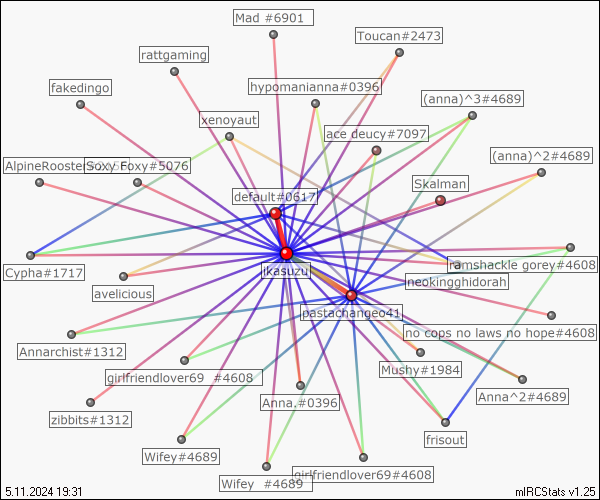 Mad #6901
Toucan#2473
rattgaming
fakedingo
hypomanianna#0396
(anna)^3#4689
xenoyaut
ace deucy#7097
(anna)^2#4689
AlpineRooster
Soxy Foxy#5076
Skalman
default#0617
Cypha#1717
ikasuzu
ramshackle gorey#4608
neokingghidorah
avelicious
pastachangeo41
no cops no laws no hope#4608
Annarchist#1312
Mushy#1984
girlfriendlover69 #4608
Anna^2#4689
Anna.#0396
zibbits#1312
frisout
Wifey#4689
girlfriendlover69#4608
Wifey #4689
5.11.2024 19:31
mIRCStats v1.25